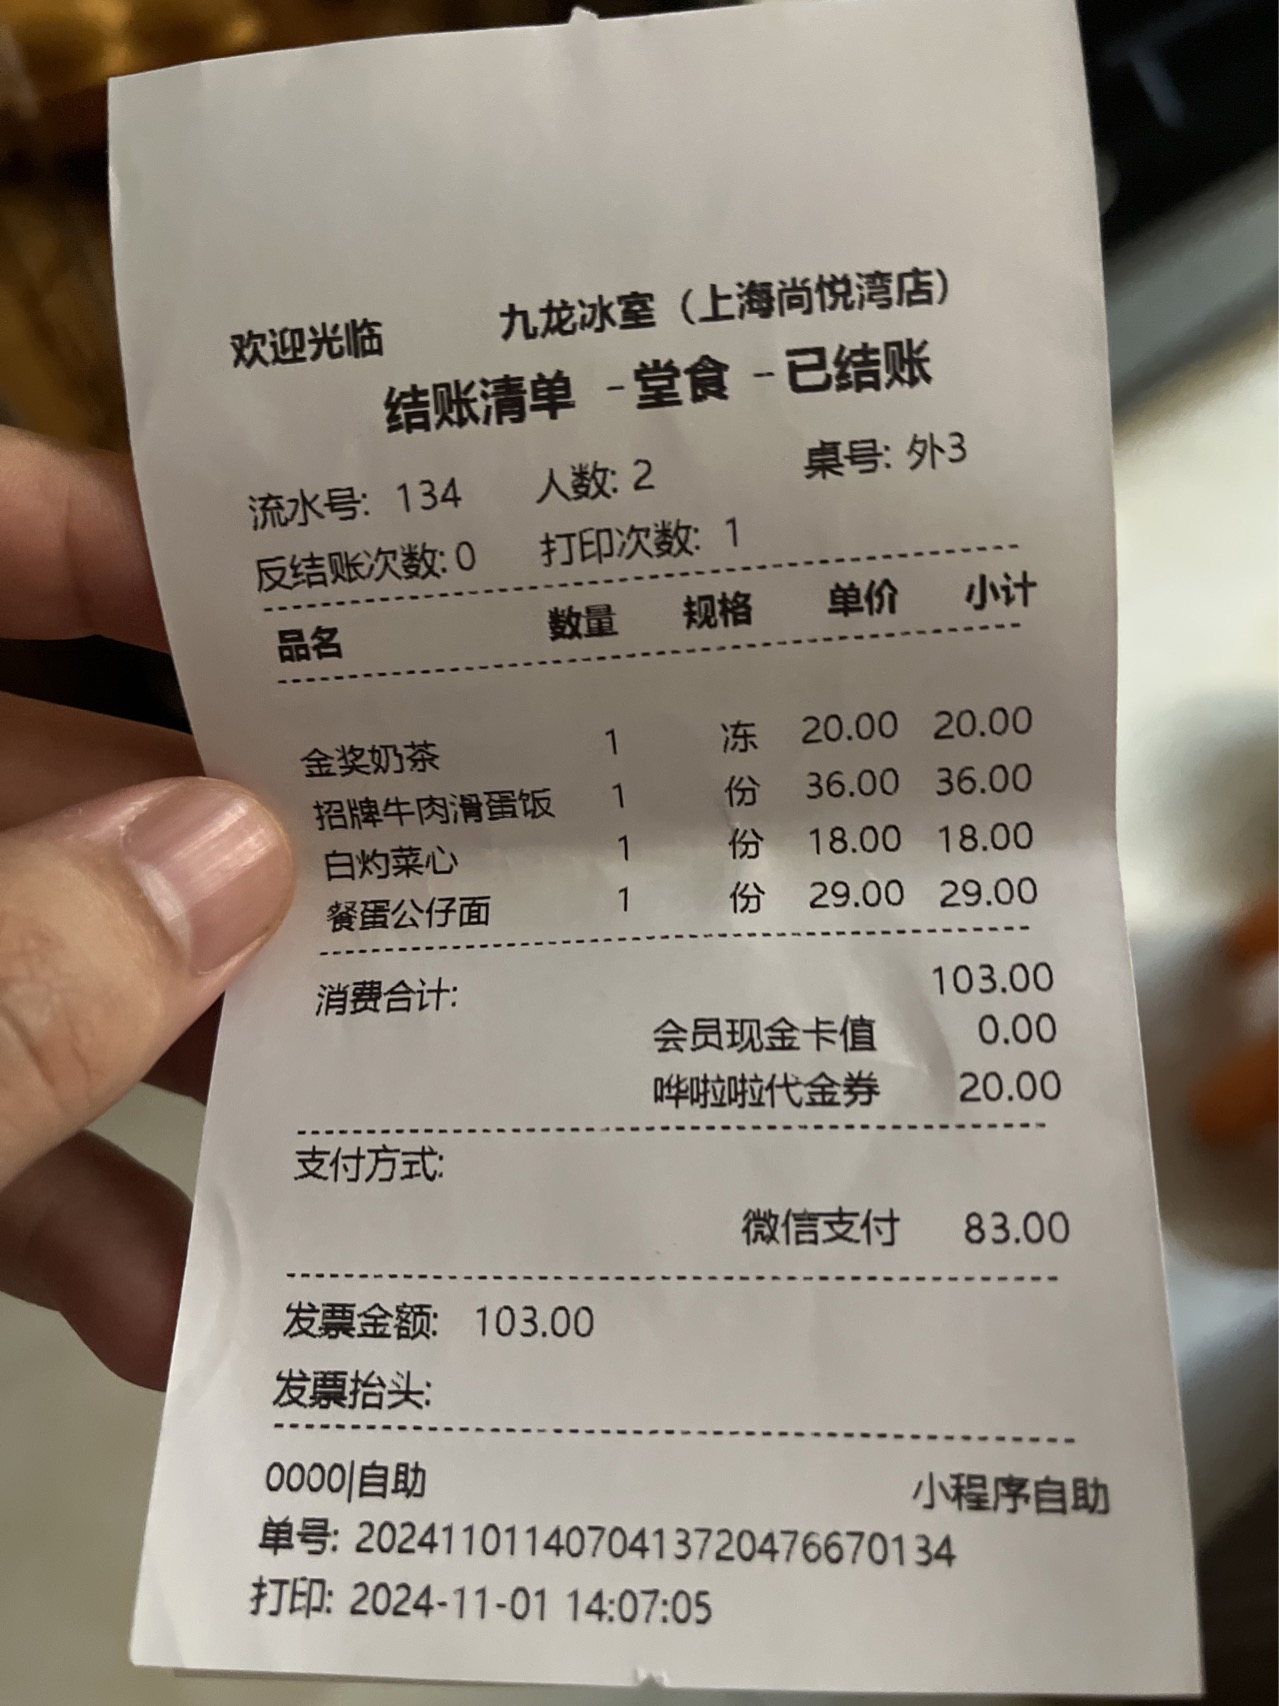 欢迎光临 九龙冰室（上海尚悦湾店）
结账清单 -堂食 -已结账
流水号: 134 人数: 2 桌号: 外3
反结账次数: 0 打印次数: 1
品名 数量 规格 单价 小计
金奖奶茶 1 冻 20.00 20.00
招牌牛肉滑蛋饭 1 份 36.00 36.00
白灼菜心 1 份 18.00 18.00
餐蛋公仔面 1 份 29.00 29.00
消费合计: 103.00
会员现金卡值 0.00
哗啦啦代金券 20.00
支付方式:
微信支付 83.00
发票金额: 103.00
发票抬头:
0000|自助 小程序自助
单号: 20241101140704137204766701​34
打印: 2024-11-01 14:07:05